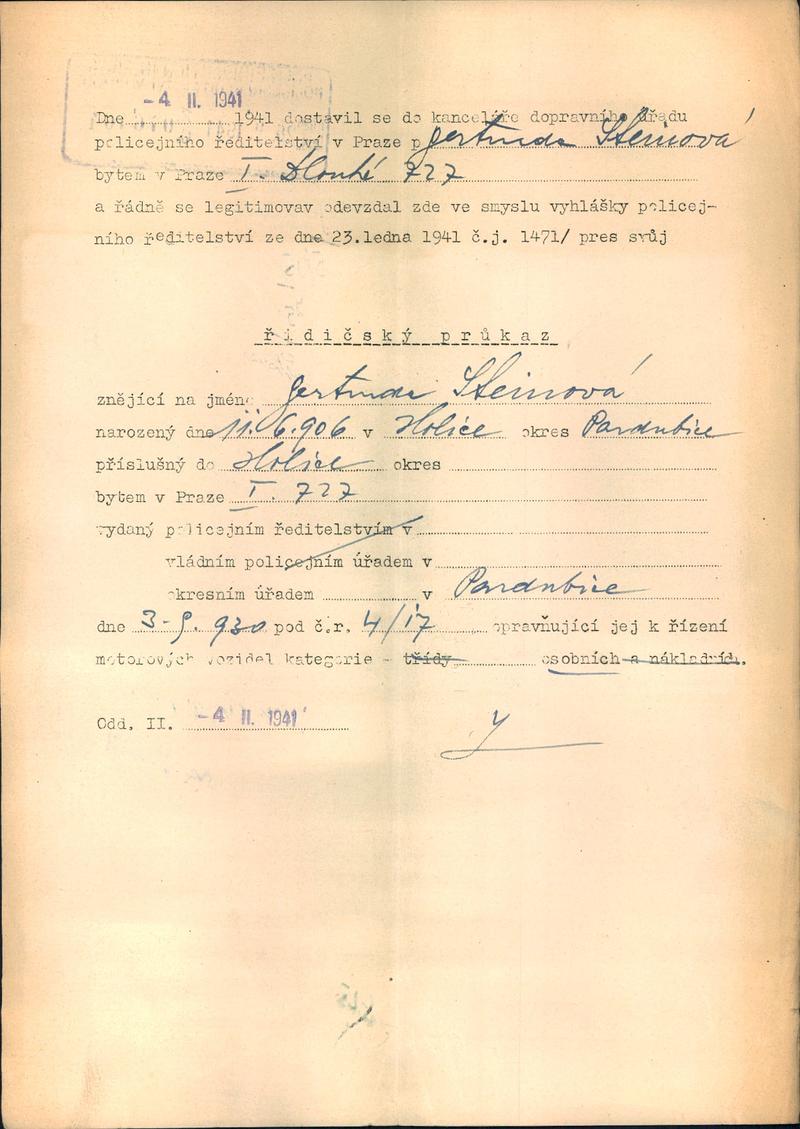 Dne -4 II. 1941 1941 dostavil se do kanceláře dopravního úřadu
policejního ředitelství v Praze p Gertruda Steinová
bytem v Praze I. Dlouhé 727
a řádně se legitimovav odevzdal zde ve smyslu vyhlášky policej-
ního ředitelství ze dne 23.ledna 1941 č.j. 1471/ pres svůj
řidičský průkaz
znějící na jméno Gertruda Steinová
narozený dne 11. 6. 906 v Holice okres Pardubice
příslušný do Holice okres
bytem v Praze I. 727
vydaný policejním ředitelstvím v
vládním policejním úřadem v
okresním úřadem v Pardubice
dne 3-9. 930 pod č.r. 4/17 opravňující jej k řízení
motorových vozidel kategorie - třídy osobních a nákladních.
Odd. II. -4 II. 1941